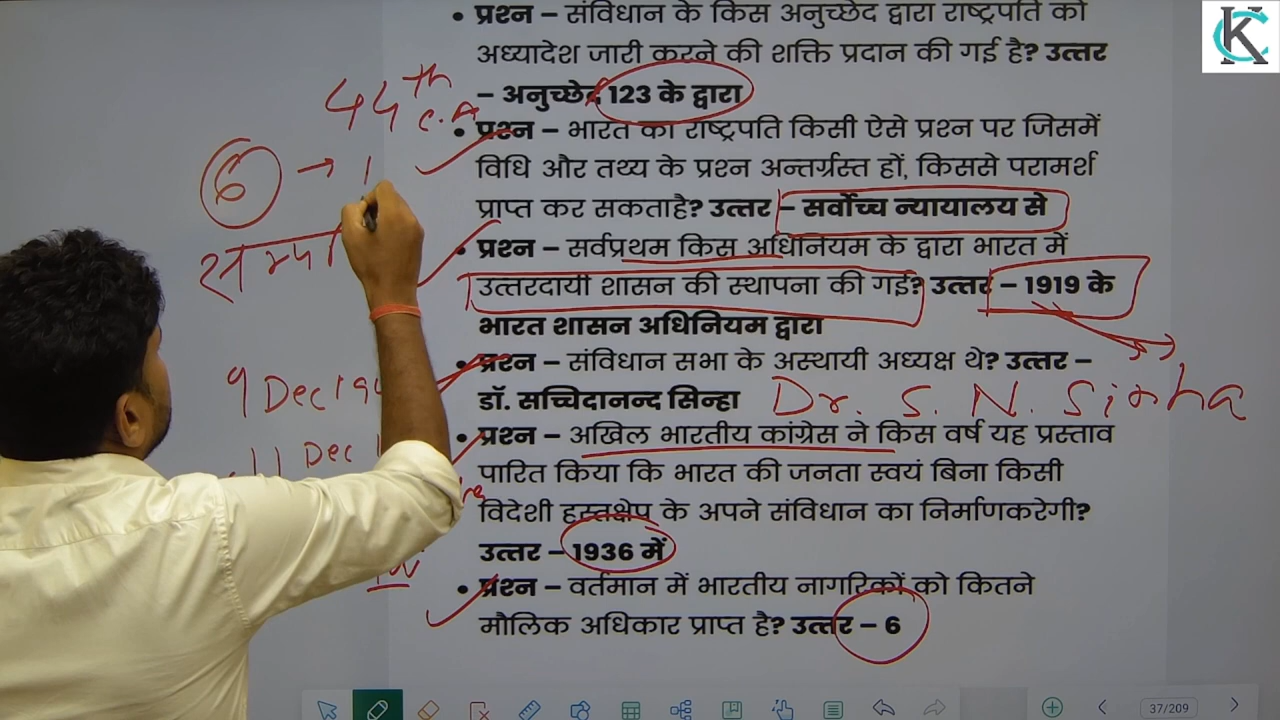 • प्रश्न – संविधान के किस अनुच्छेद द्वारा राष्ट्रपति को
अध्यादेश जारी करने की शक्ति प्रदान की गई है? उत्तर
– अनुच्छेद 123 के द्वारा
• प्रश्न – भारत का राष्ट्रपति किसी ऐसे प्रश्न पर जिसमें
विधि और तथ्य के प्रश्न अन्तर्ग्रस्त हों, किससे परामर्श
प्राप्त कर सकताहै? उत्तर – सर्वोच्च न्यायालय से
• प्रश्न – सर्वप्रथम किस अधिनियम के द्वारा भारत में
उत्तरदायी शासन की स्थापना की गई? उत्तर – 1919 के
भारत शासन अधिनियम द्वारा
• प्रश्न – संविधान सभा के अस्थायी अध्यक्ष थे? उत्तर –
डॉ. सच्चिदानन्द सिन्हा Dr. S. N. Sinha
• प्रश्न – अखिल भारतीय कांग्रेस ने किस वर्ष यह प्रस्ताव
पारित किया कि भारत की जनता स्वयं बिना किसी
विदेशी हस्तक्षेप के अपने संविधान का निर्माणकरेगी?
उत्तर – 1936 में
• प्रश्न – वर्तमान में भारतीय नागरिकों को कितने
मौलिक अधिकार प्राप्त है? उत्तर – 6
44th
C.A
6 → 1
9 Dec
11 Dec
KC
37/209